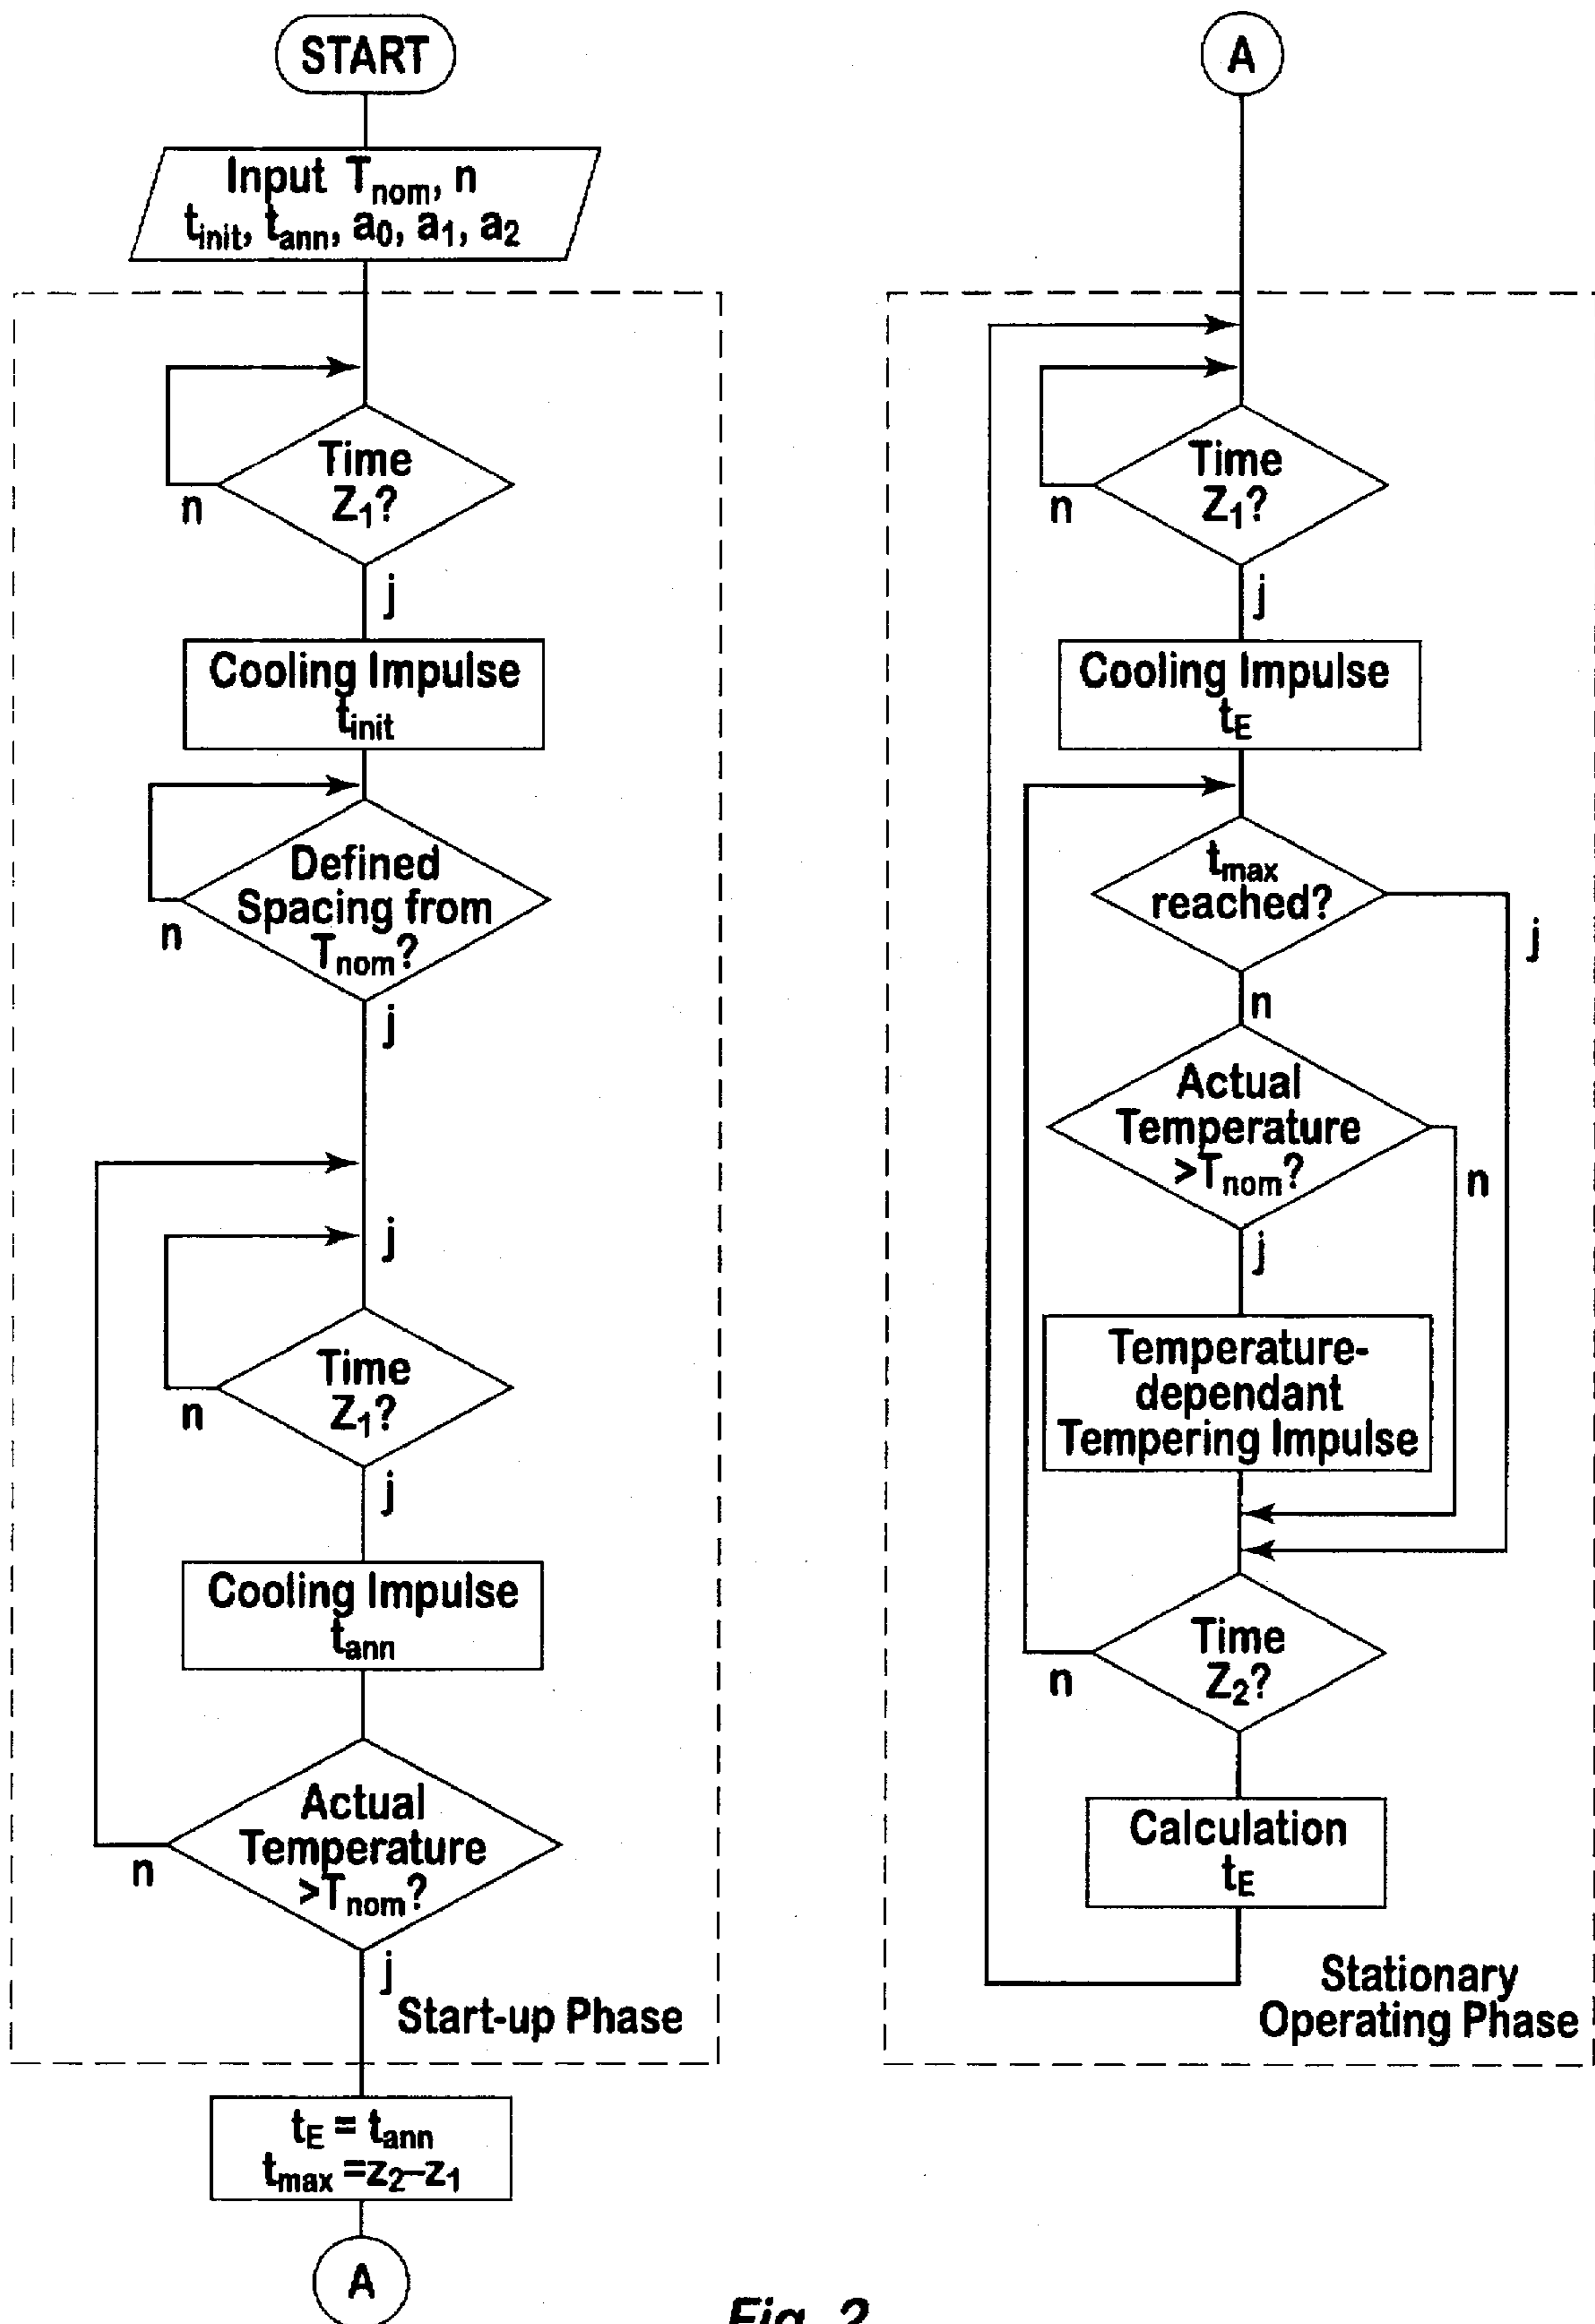 START
Input T_nom, n
t_init, t_ann, a_0, a_1, a_2
Time
Z_1?
n
j
Cooling Impulse
t_init
Defined
Spacing from
T_nom?
n
j
j
Time
Z_1?
n
j
Cooling Impulse
t_ann
Actual
Temperature
>T_nom?
n
j
Start-up Phase
t_E = t_ann
t_max =z_2–z_1
A
A
Time
Z_1?
n
j
Cooling Impulse
t_E
t_max
reached?
j
n
Actual
Temperature
>T_nom?
n
j
Temperature-
dependant
Tempering Impulse
Time
Z_2?
n
Calculation
t_E
Stationary
Operating Phase
Fig. 2